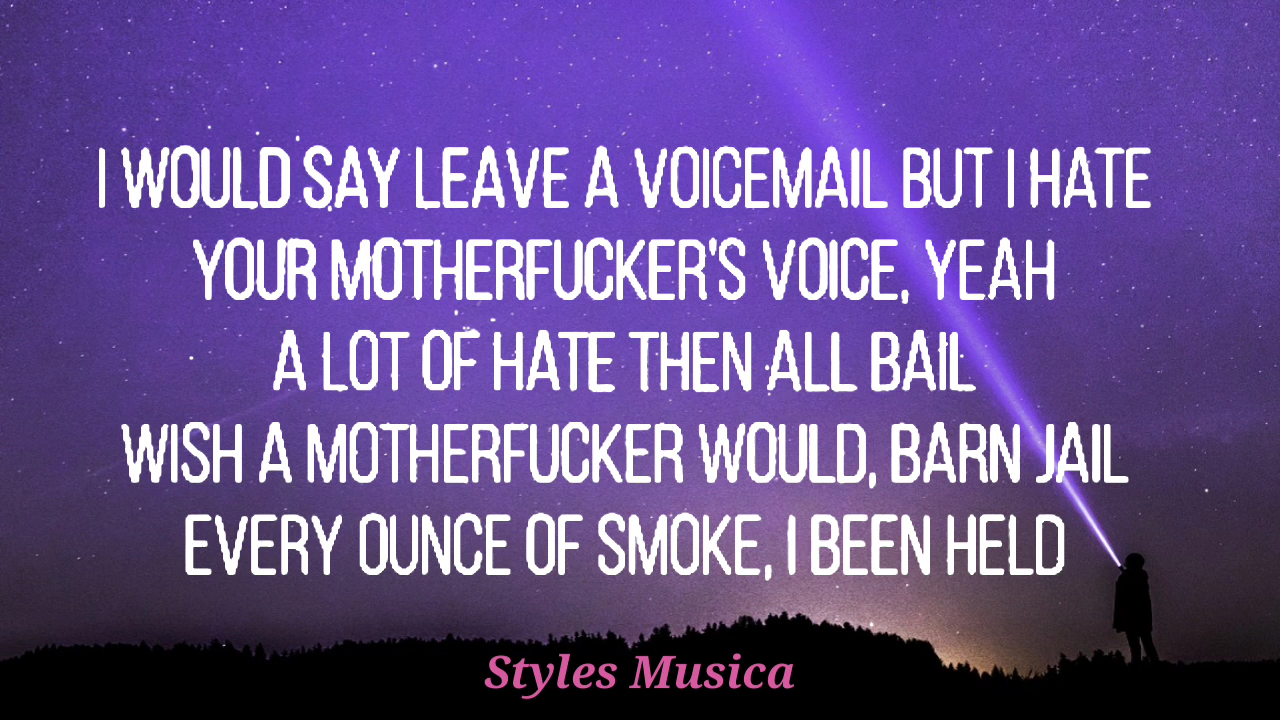 I WOULD SAY LEAVE A VOICEMAIL BUT I HATE
YOUR MOTHERFUCKER'S VOICE, YEAH
A LOT OF HATE THEN ALL BAIL
WISH A MOTHERFUCKER WOULD, BARN JAIL
EVERY OUNCE OF SMOKE, I BEEN HELD
Styles Musica